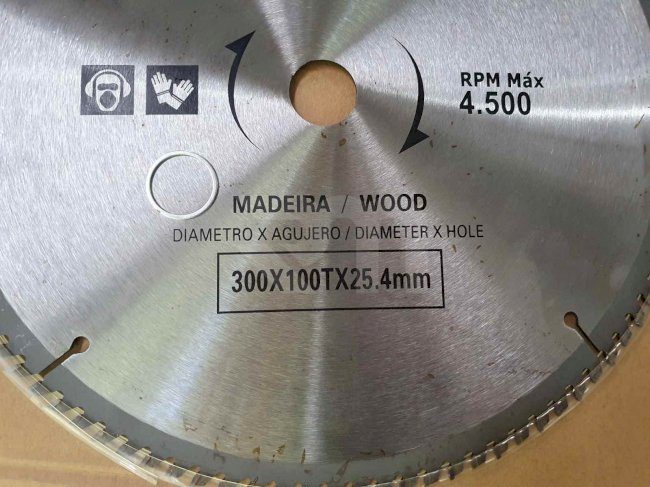 RPM Máx
4.500
MADEIRA / WOOD
DIAMETRO X AGUJERO / DIAMETER X HOLE
300X100TX25.4mm